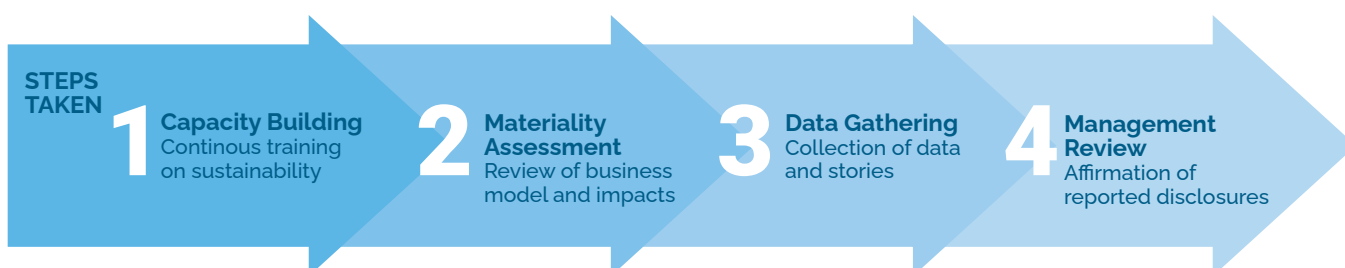 STEPS
TAKEN
1
Capacity Building
Continous training
on sustainability
2
Materiality
Assessment
Review of business
model and impacts
3
Data Gathering
Collection of data
and stories
4
Management
Review
Affirmation of
reported disclosures